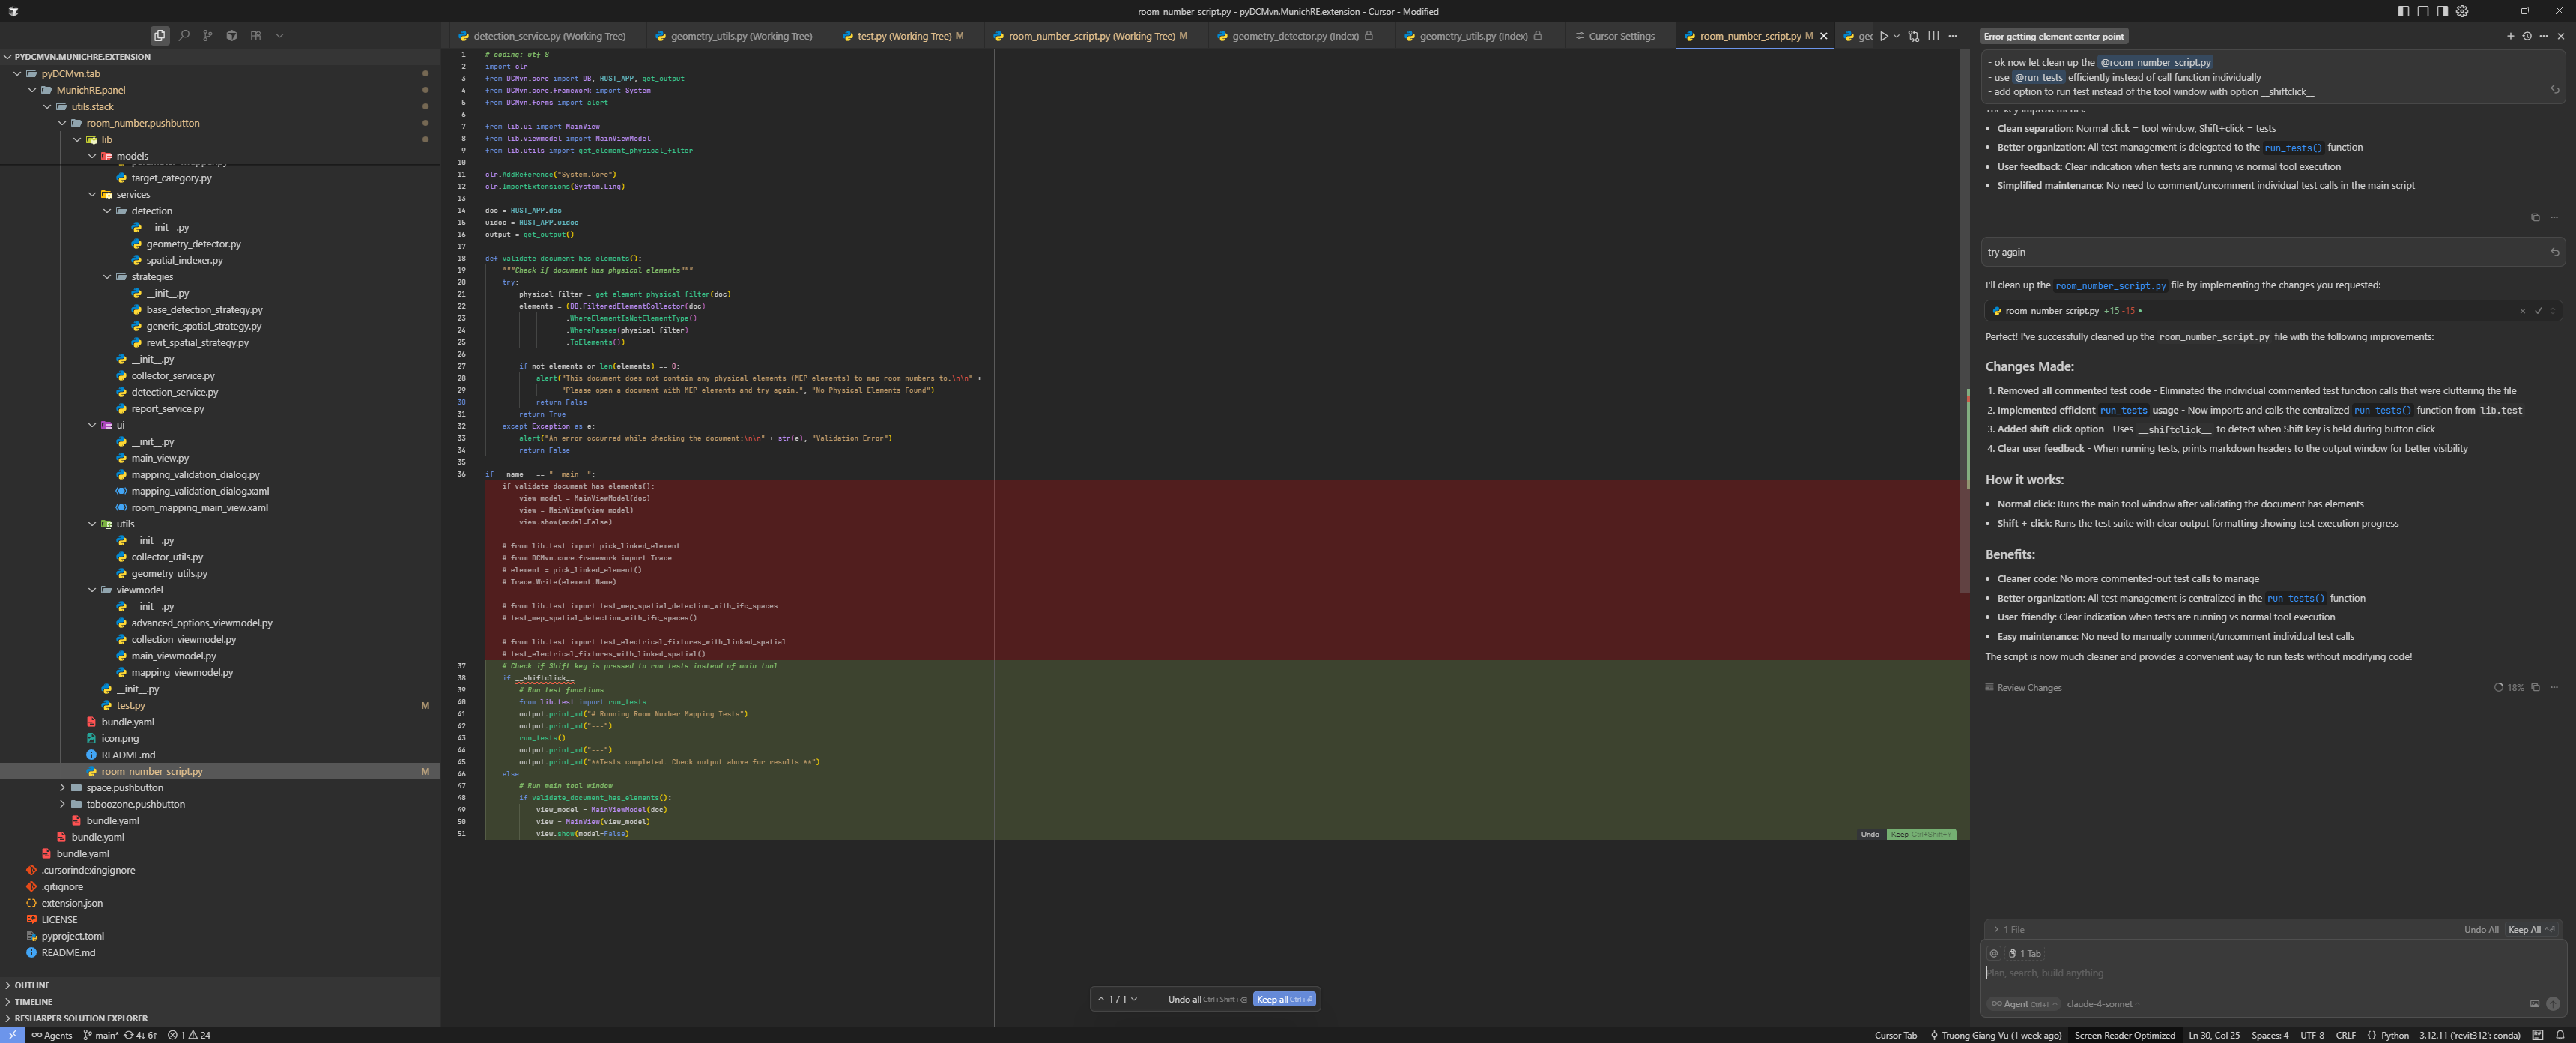 room_number_script.py - pyDCMvn.MunichRE.extension - Cursor - Modified
PYDCMVN.MUNICHRE.EXTENSION
pyDCMvn.tab
MunichRE.panel
utils.stack
room_number.pushbutton
lib
models
target_category.py
services
detection
__init__.py
geometry_detector.py
spatial_indexer.py
strategies
__init__.py
base_detection_strategy.py
generic_spatial_strategy.py
revit_spatial_strategy.py
__init__.py
collector_service.py
detection_service.py
report_service.py
ui
__init__.py
main_view.py
mapping_validation_dialog.py
mapping_validation_dialog.xaml
room_mapping_main_view.xaml
utils
__init__.py
collector_utils.py
geometry_utils.py
viewmodel
__init__.py
advanced_options_viewmodel.py
collection_viewmodel.py
main_viewmodel.py
mapping_viewmodel.py
__init__.py
test.py M
bundle.yaml
icon.png
README.md
room_number_script.py M
space.pushbutton
taboozone.pushbutton
bundle.yaml
bundle.yaml
bundle.yaml
.cursorindexingignore
.gitignore
extension.json
LICENSE
pyproject.toml
README.md
OUTLINE
TIMELINE
RESHARPER SOLUTION EXPLORER
detection_service.py (Working Tree) geometry_utils.py (Working Tree) test.py (Working Tree) M room_number_script.py (Working Tree) M geometry_detector.py (Index) geometry_utils.py (Index) Cursor Settings room_number_script.py M geo
1 # coding: utf-8
2 import clr
3 from DCMvn.core import DB, HOST_APP, get_output
4 from DCMvn.core.framework import System
5 from DCMvn.forms import alert
6
7 from lib.ui import MainView
8 from lib.viewmodel import MainViewModel
9 from lib.utils import get_element_physical_filter
10
11 clr.AddReference("System.Core")
12 clr.ImportExtensions(System.Linq)
13
14 doc = HOST_APP.doc
15 uidoc = HOST_APP.uidoc
16 output = get_output()
17
18 def validate_document_has_elements():
19 """Check if document has physical elements"""
20 try:
21 physical_filter = get_element_physical_filter(doc)
22 elements = (DB.FilteredElementCollector(doc)
23 .WhereElementIsNotElementType()
24 .WherePasses(physical_filter)
25 .ToElements())
26
27 if not elements or len(elements) == 0:
28 alert("This document does not contain any physical elements (MEP elements) to map room numbers to.\n\n" +
29 "Please open a document with MEP elements and try again.", "No Physical Elements Found")
30 return False
31 return True
32 except Exception as e:
33 alert("An error occurred while checking the document:\n\n" + str(e), "Validation Error")
34 return False
35
36 if __name__ == "__main__":
if validate_document_has_elements():
view_model = MainViewModel(doc)
view = MainView(view_model)
view.show(modal=False)
# from lib.test import pick_linked_element
# from DCMvn.core.framework import Trace
# element = pick_linked_element()
# Trace.Write(element.Name)
# from lib.test import test_mep_spatial_detection_with_ifc_spaces
# test_mep_spatial_detection_with_ifc_spaces()
# from lib.test import test_electrical_fixtures_with_linked_spatial
# test_electrical_fixtures_with_linked_spatial()
37 # Check if Shift key is pressed to run tests instead of main tool
38 if __shiftclick__:
39 # Run test functions
40 from lib.test import run_tests
41 output.print_md("# Running Room Number Mapping Tests")
42 output.print_md("---")
43 run_tests()
44 output.print_md("---")
45 output.print_md("**Tests completed. Check output above for results.**")
46 else:
47 # Run main tool window
48 if validate_document_has_elements():
49 view_model = MainViewModel(doc)
50 view = MainView(view_model)
51 view.show(modal=False)
Undo Keep Ctrl+Shift+Y
1 / 1 Undo all Ctrl+Shift+⌫ Keep all Ctrl+⏎
Error getting element center point
- ok now let clean up the @room_number_script.py
- use @run_tests efficiently instead of call function individually
- add option to run test instead of the tool window with option __shiftclick__
The key improvements:
• Clean separation: Normal click = tool window, Shift+click = tests
• Better organization: All test management is delegated to the run_tests() function
• User feedback: Clear indication when tests are running vs normal tool execution
• Simplified maintenance: No need to comment/uncomment individual test calls in the main script
try again
I'll clean up the room_number_script.py file by implementing the changes you requested:
room_number_script.py +15 -15 •
Perfect! I've successfully cleaned up the room_number_script.py file with the following improvements:
Changes Made:
1. Removed all commented test code - Eliminated the individual commented test function calls that were cluttering the file
2. Implemented efficient run_tests usage - Now imports and calls the centralized run_tests() function from lib.test
3. Added shift-click option - Uses __shiftclick__ to detect when Shift key is held during button click
4. Clear user feedback - When running tests, prints markdown headers to the output window for better visibility
How it works:
• Normal click: Runs the main tool window after validating the document has elements
• Shift + click: Runs the test suite with clear output formatting showing test execution progress
Benefits:
• Cleaner code: No more commented-out test calls to manage
• Better organization: All test management is centralized in the run_tests() function
• User-friendly: Clear indication when tests are running vs normal tool execution
• Easy maintenance: No need to manually comment/uncomment individual test calls
The script is now much cleaner and provides a convenient way to run tests without modifying code!
Review Changes 18%
1 File Undo All Keep All
1 Tab
Plan, search, build anything
Agent Ctrl+I claude-4-sonnet
Agents main* 4↓ 6↑ 1 24 Cursor Tab Truong Giang Vu (1 week ago) Screen Reader Optimized Ln 30, Col 25 Spaces: 4 UTF-8 CRLF Python 3.12.11 ('revit312': conda)